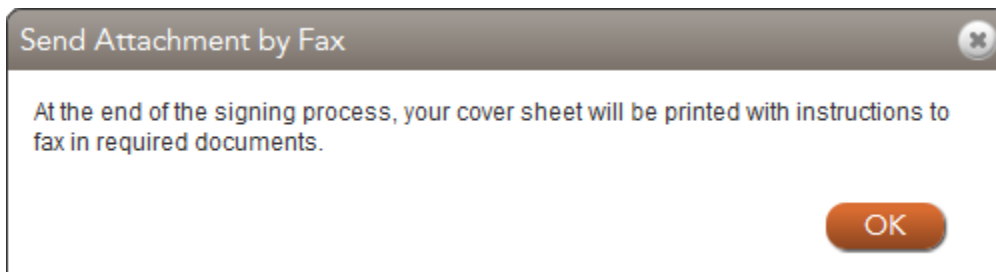 Send Attachment by Fax
At the end of the signing process, your cover sheet will be printed with instructions to
fax in required documents.
OK